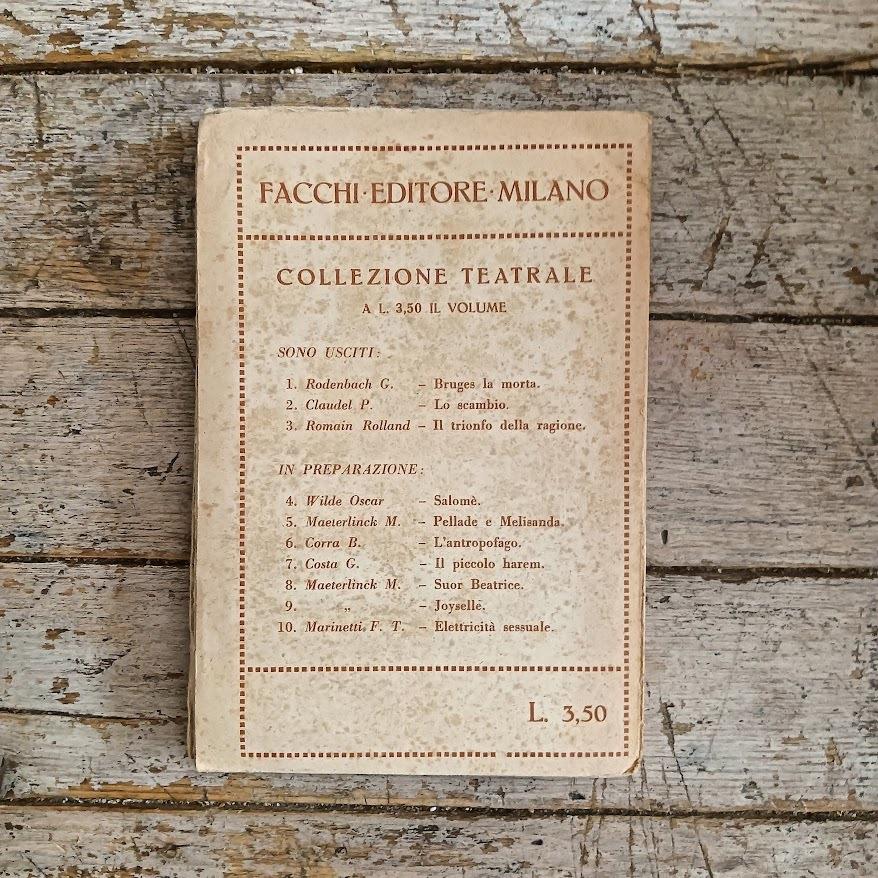 FACCHI·EDITORE·MILANO
COLLEZIONE TEATRALE
A L. 3,50 IL VOLUME
SONO USCITI:
1. Rodenbach G. – Bruges la morta.
2. Claudel P. – Lo scambio.
3. Romain Rolland – Il trionfo della ragione.
IN PREPARAZIONE:
4. Wilde Oscar – Salomè.
5. Maeterlinck M. – Pellade e Melisanda.
6. Corra B. – L'antropofago.
7. Costa G. – Il piccolo harem.
8. Maeterlinck M. – Suor Beatrice.
9. „ – Joysellé.
10. Marinetti F. T. – Elettricità sessuale.
L. 3,50